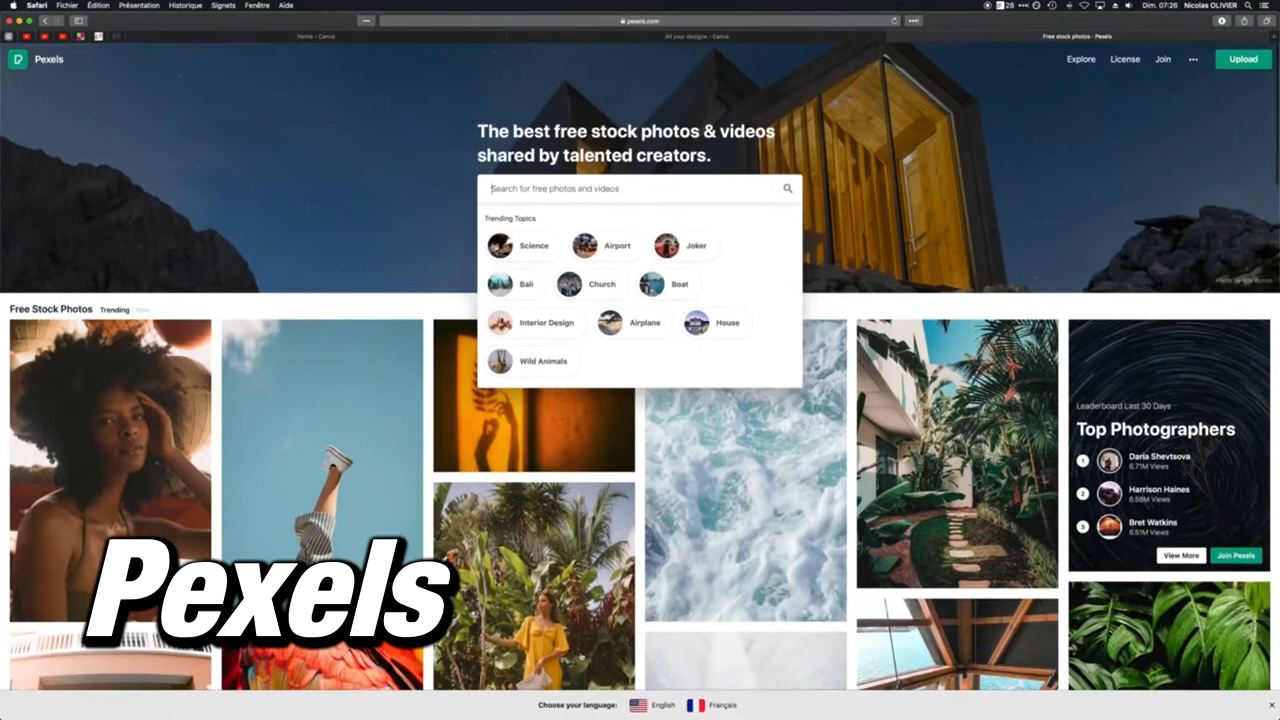 Safari Fichier Édition Présentation Historique Signets Fenêtre Aide
28
Dim. 07:26 Nicolas OLIVIER
pexels.com
Home – Canva
All your designs – Canva
Free stock photos · Pexels
Pexels
Explore License Join ••• Upload
The best free stock photos & videos
shared by talented creators.
Search for free photos and videos
Trending Topics
Science Airport Joker
Bali Church Boat
Interior Design Airplane House
Wild Animals
Free Stock Photos Trending New
Leaderboard Last 30 Days
Top Photographers
1 Daria Shevtsova
6.71M Views
2 Harrison Haines
6.58M Views
3 Bret Watkins
6.51M Views
View More Join Pexels
Pexels
Choose your language: English Français